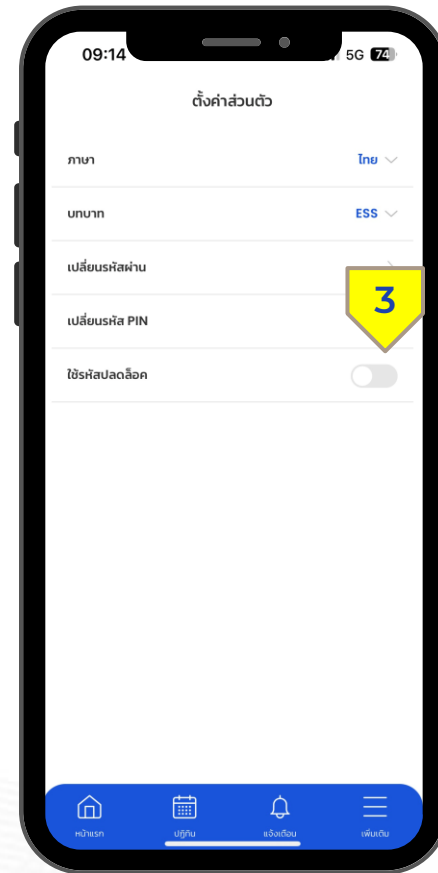 09:14 5G 74
ตั้งค่าส่วนตัว
ภาษา ไทย
บทบาท ESS
เปลี่ยนรหัสผ่าน
3
เปลี่ยนรหัส PIN
ใช้รหัสปลดล็อค
หน้าแรก ปฏิทิน แจ้งเตือน เพิ่มเติม